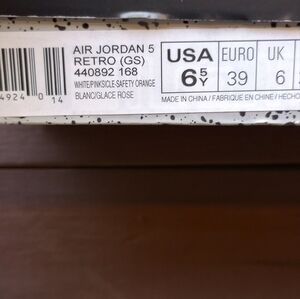 AIR JORDAN 5
RETRO (GS)
440892 168
WHITE/PINKSICLE-SAFETY ORANGE
BLANC/GLACE ROSE
USA EURO UK
6 5Y 39 6
MADE IN CHINA / FABRIQUE EN CHINE / HECHO
4924 0 14